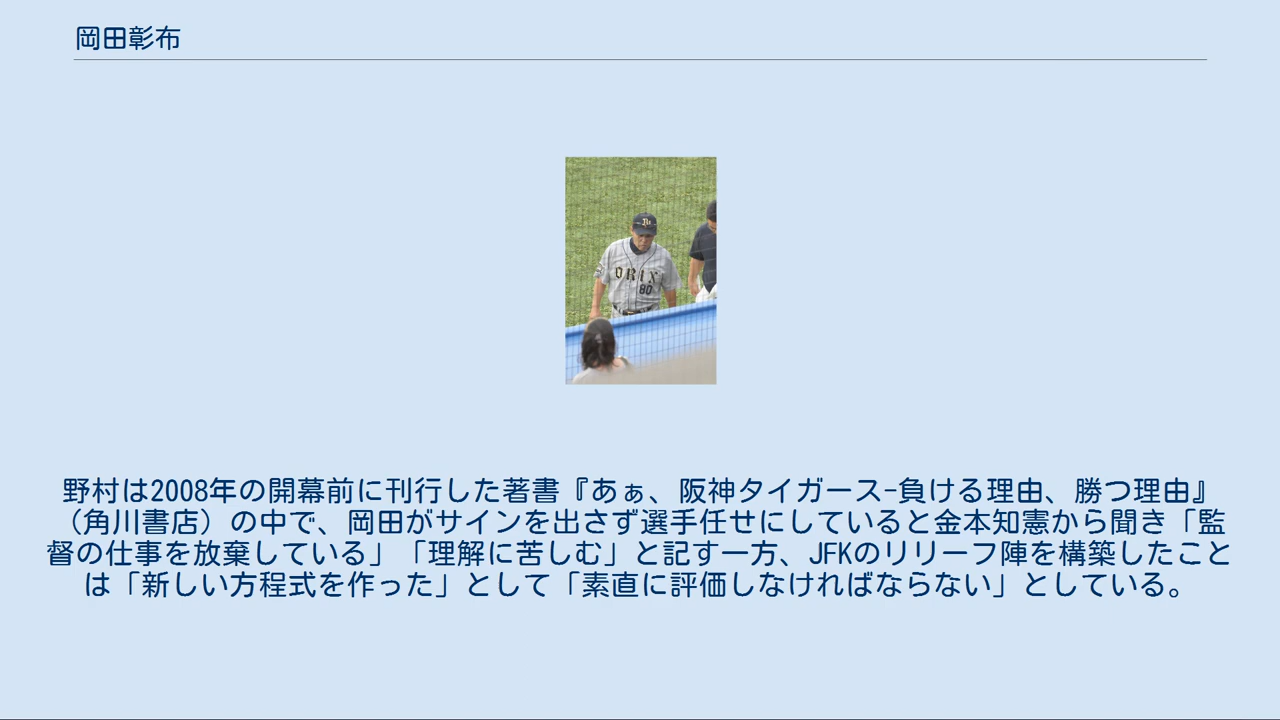 岡田彰布
ORIX
80
野村は2008年の開幕前に刊行した著書『あぁ、阪神タイガース-負ける理由、勝つ理由』
（角川書店）の中で、岡田がサインを出さず選手任せにしていると金本知憲から聞き「監
督の仕事を放棄している」「理解に苦しむ」と記す一方、JFKのリリーフ陣を構築したこと
は「新しい方程式を作った」として「素直に評価しなければならない」としている。